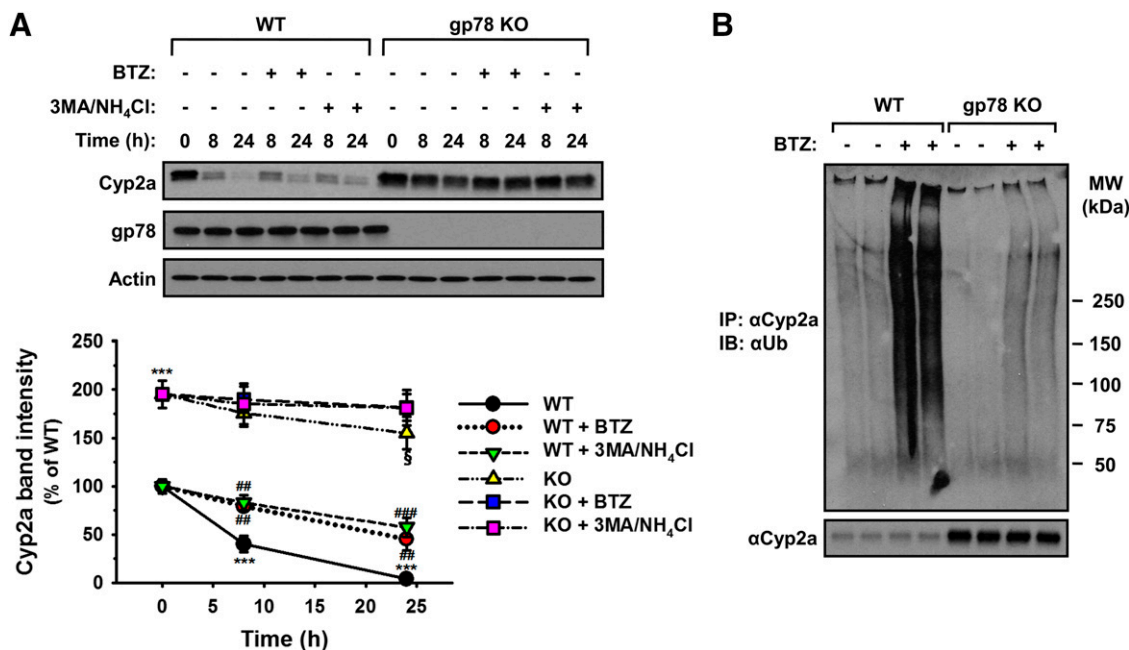 A
WT gp78 KO
BTZ: - - - + + - - - - - + + - -
3MA/NH₄Cl: - - - - - + + - - - - - + +
Time (h): 0 8 24 8 24 8 24 0 8 24 8 24 8 24
Cyp2a
gp78
Actin
Cyp2a band intensity
(% of WT)
250
200
150
100
50
0
***
##
##
***
§
###
##
***
0 5 10 15 20 25
Time (h)
WT
WT + BTZ
WT + 3MA/NH₄Cl
KO
KO + BTZ
KO + 3MA/NH₄Cl
B
WT gp78 KO
BTZ: - - + + - - + +
MW
(kDa)
IP: αCyp2a
IB: αUb
- 250
- 150
- 100
- 75
- 50
αCyp2a